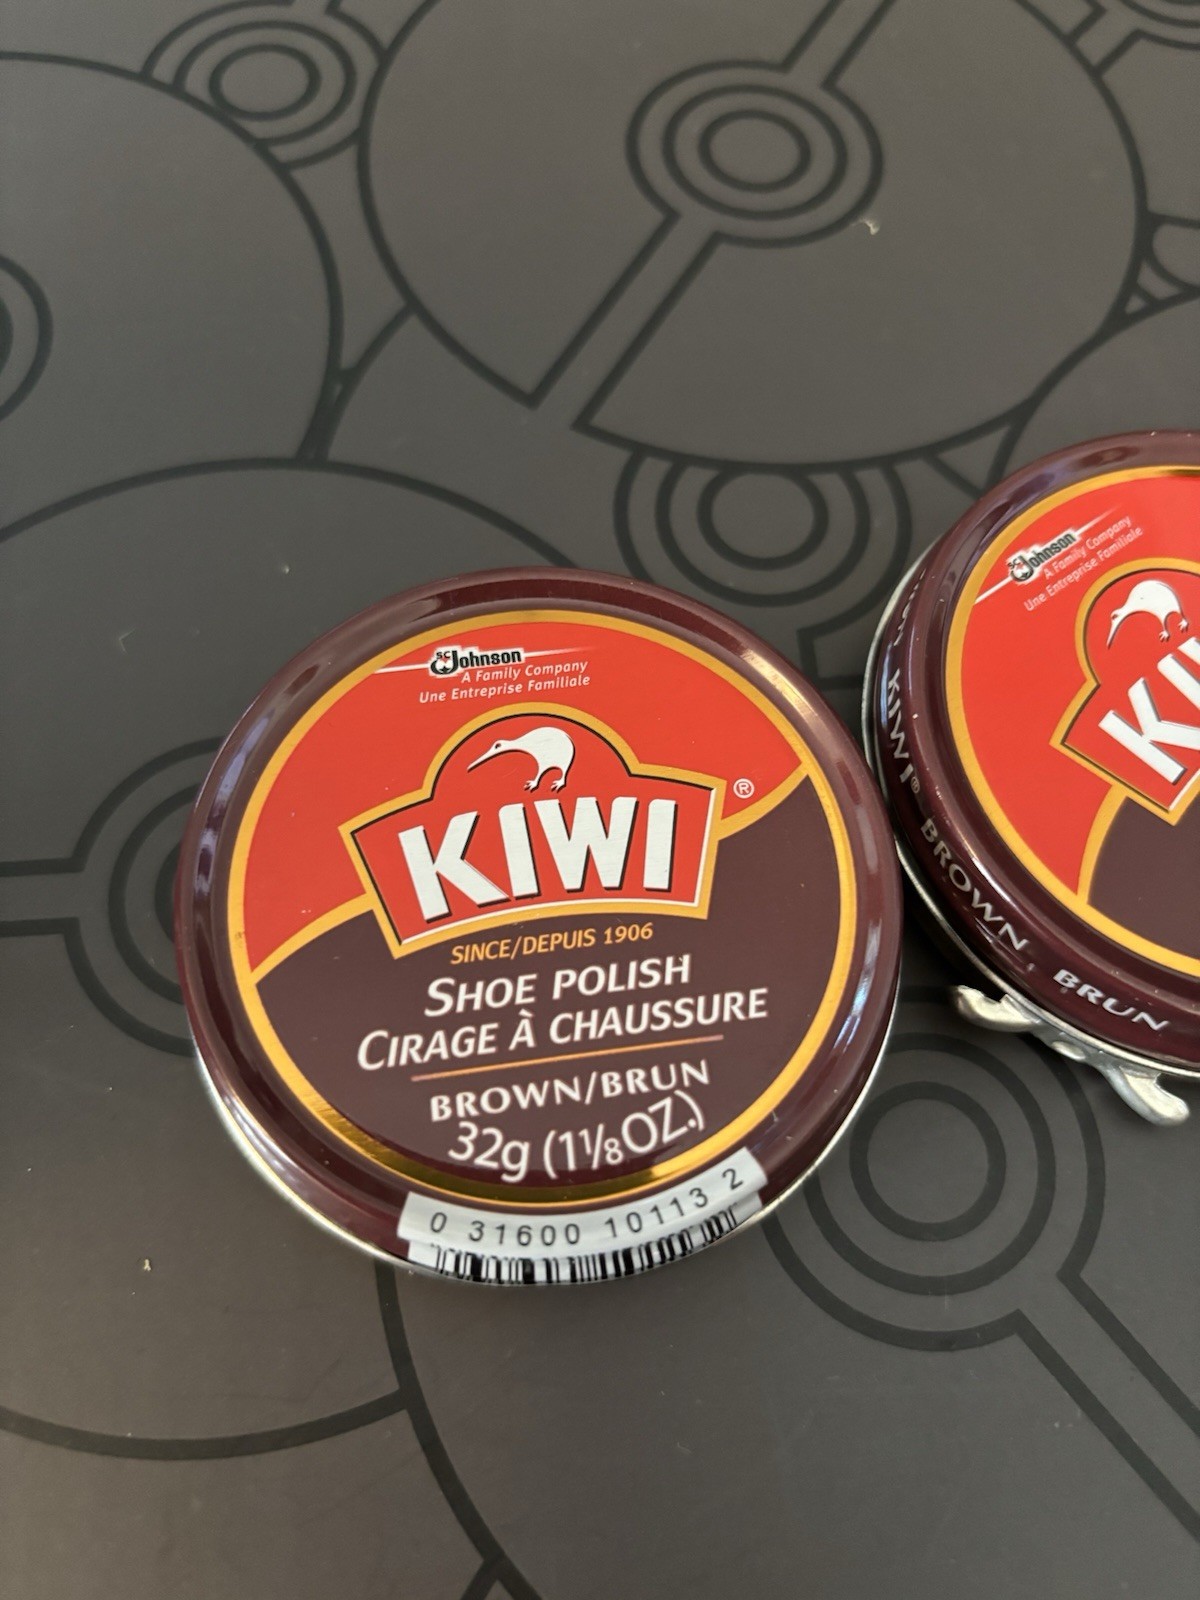 SC Johnson
A Family Company
Une Entreprise Familiale
KIWI®
SINCE/DEPUIS 1906
SHOE POLISH
CIRAGE À CHAUSSURE
BROWN/BRUN
32g (1 1/8 OZ.)
0 31600 10113 2
SC Johnson
A Family Company
Une Entreprise Familiale
KIWI® BROWN BRUN